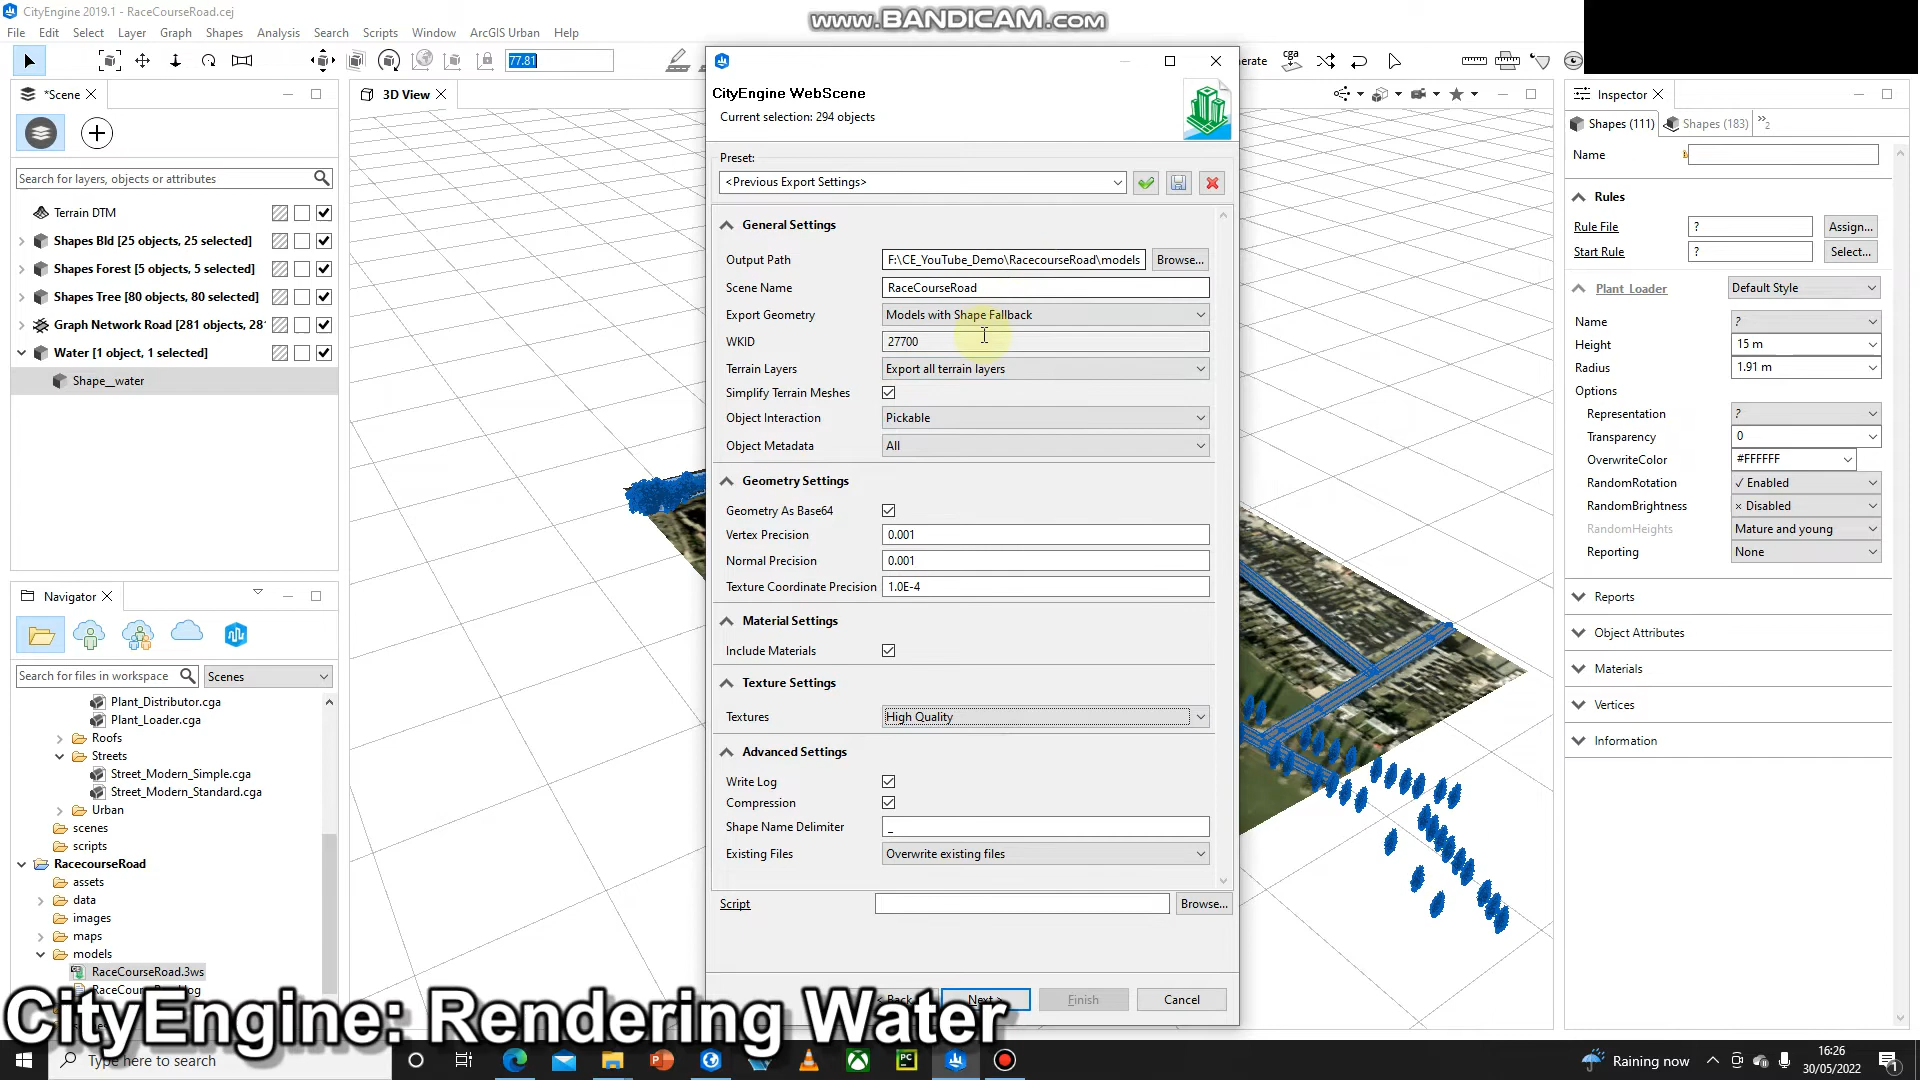 CityEngine 2019.1 - RaceCourseRoad.cej
www.BANDICAM.com
File Edit Select Layer Graph Shapes Analysis Search Scripts Window ArcGIS Urban Help
77.81
cga
*Scene
3D View
Search for layers, objects or attributes
Terrain DTM
Shapes Bld [25 objects, 25 selected]
Shapes Forest [5 objects, 5 selected]
Shapes Tree [80 objects, 80 selected]
Graph Network Road [281 objects, 28
Water [1 object, 1 selected]
Shape__water
Navigator
Search for files in workspace
Scenes
Plant_Distributor.cga
Plant_Loader.cga
Roofs
Streets
Street_Modern_Simple.cga
Street_Modern_Standard.cga
Urban
scenes
scripts
RacecourseRoad
assets
data
images
maps
models
RaceCourseRoad.3ws
CityEngine WebScene
Current selection: 294 objects
Preset:
<Previous Export Settings>
General Settings
Output Path F:\CE_YouTube_Demo\RacecourseRoad\models Browse...
Scene Name RaceCourseRoad
Export Geometry Models with Shape Fallback
WKID 27700
Terrain Layers Export all terrain layers
Simplify Terrain Meshes
Object Interaction Pickable
Object Metadata All
Geometry Settings
Geometry As Base64
Vertex Precision 0.001
Normal Precision 0.001
Texture Coordinate Precision 1.0E-4
Material Settings
Include Materials
Texture Settings
Textures High Quality
Advanced Settings
Write Log
Compression
Shape Name Delimiter _
Existing Files Overwrite existing files
Script Browse...
< Back Next > Finish Cancel
Inspector
Shapes (111) Shapes (183) »2
Name
Rules
Rule File ? Assign...
Start Rule ? Select...
Plant Loader Default Style
Name ?
Height 15 m
Radius 1.91 m
Options
Representation ?
Transparency 0
OverwriteColor #FFFFFF
RandomRotation ✓ Enabled
RandomBrightness × Disabled
RandomHeights Mature and young
Reporting None
Reports
Object Attributes
Materials
Vertices
Information
CityEngine: Rendering Water
Type here to search
PC
Raining now
16:26
30/05/2022
1